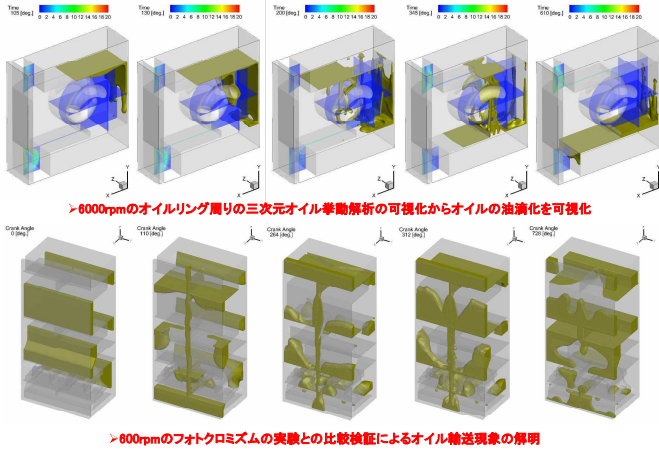 Time
105 [deg.]
0 2 4 6 8 10 12 14 16 18 20
Time
130 [deg.]
0 2 4 6 8 10 12 14 16 18 20
Time
200 [deg.]
0 2 4 6 8 10 12 14 16 18 20
Time
345 [deg.]
0 2 4 6 8 10 12 14 16 18 20
Time
610 [deg.]
0 2 4 6 8 10 12 14 16 18 20
Y
Z
X
Y
Z
X
Y
Z
X
Y
Z
X
Y
Z
X
➢6000rpmのオイルリング周りの三次元オイル挙動解析の可視化からオイルの油滴化を可視化
Crank Angle
0 [deg.]
Crank Angle
110 [deg.]
Crank Angle
264 [deg.]
Crank Angle
312 [deg.]
Crank Angle
728 [deg.]
➢600rpmのフォトクロミズムの実験との比較検証によるオイル輸送現象の解明